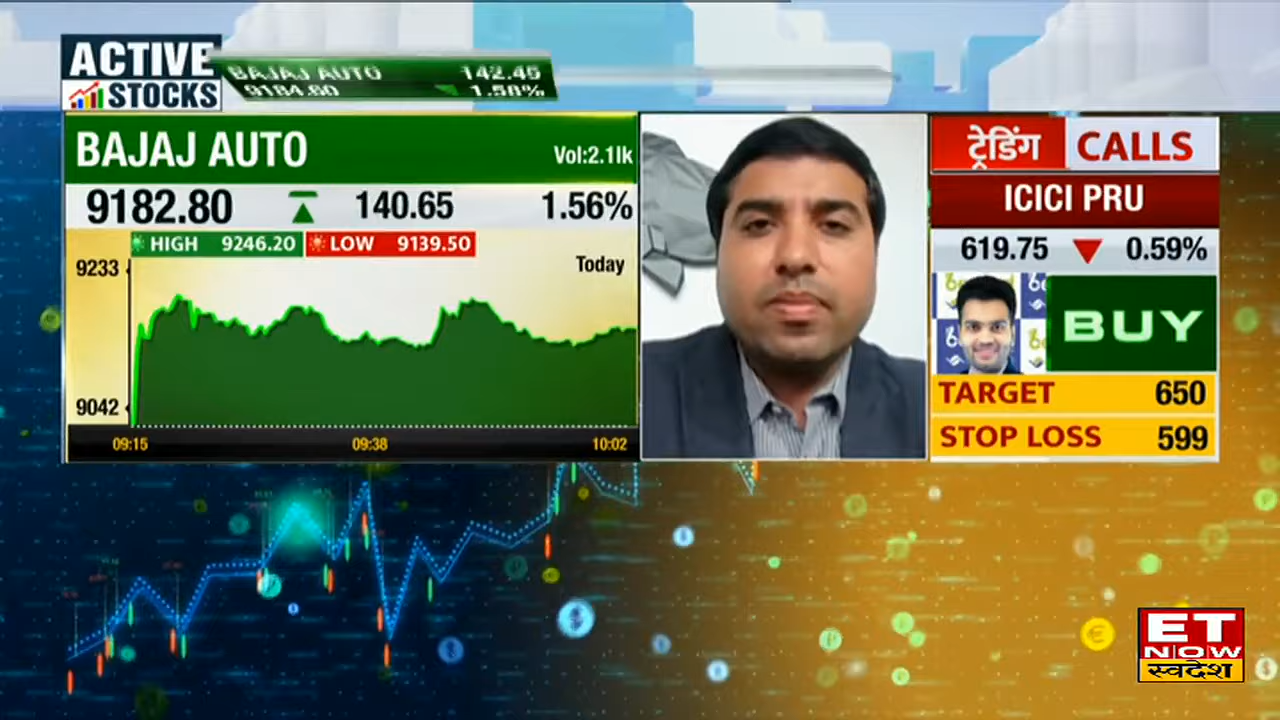 ACTIVE
STOCKS
BAJAJ AUTO 142.45
9184.60 1.58%
BAJAJ AUTO
Vol:2.1lk
9182.80 140.65 1.56%
HIGH 9246.20 LOW 9139.50
9233
Today
9042
09:15 09:38 10:02
ट्रेडिंग CALLS
ICICI PRU
619.75 0.59%
BUY
TARGET 650
STOP LOSS 599
ET
NOW
स्वदेश